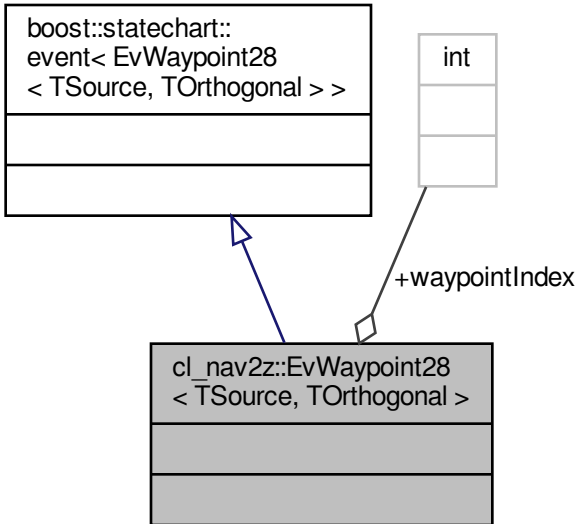 boost::statechart::
event< EvWaypoint28
< TSource, TOrthogonal > >
int
+waypointIndex
cl_nav2z::EvWaypoint28
< TSource, TOrthogonal >